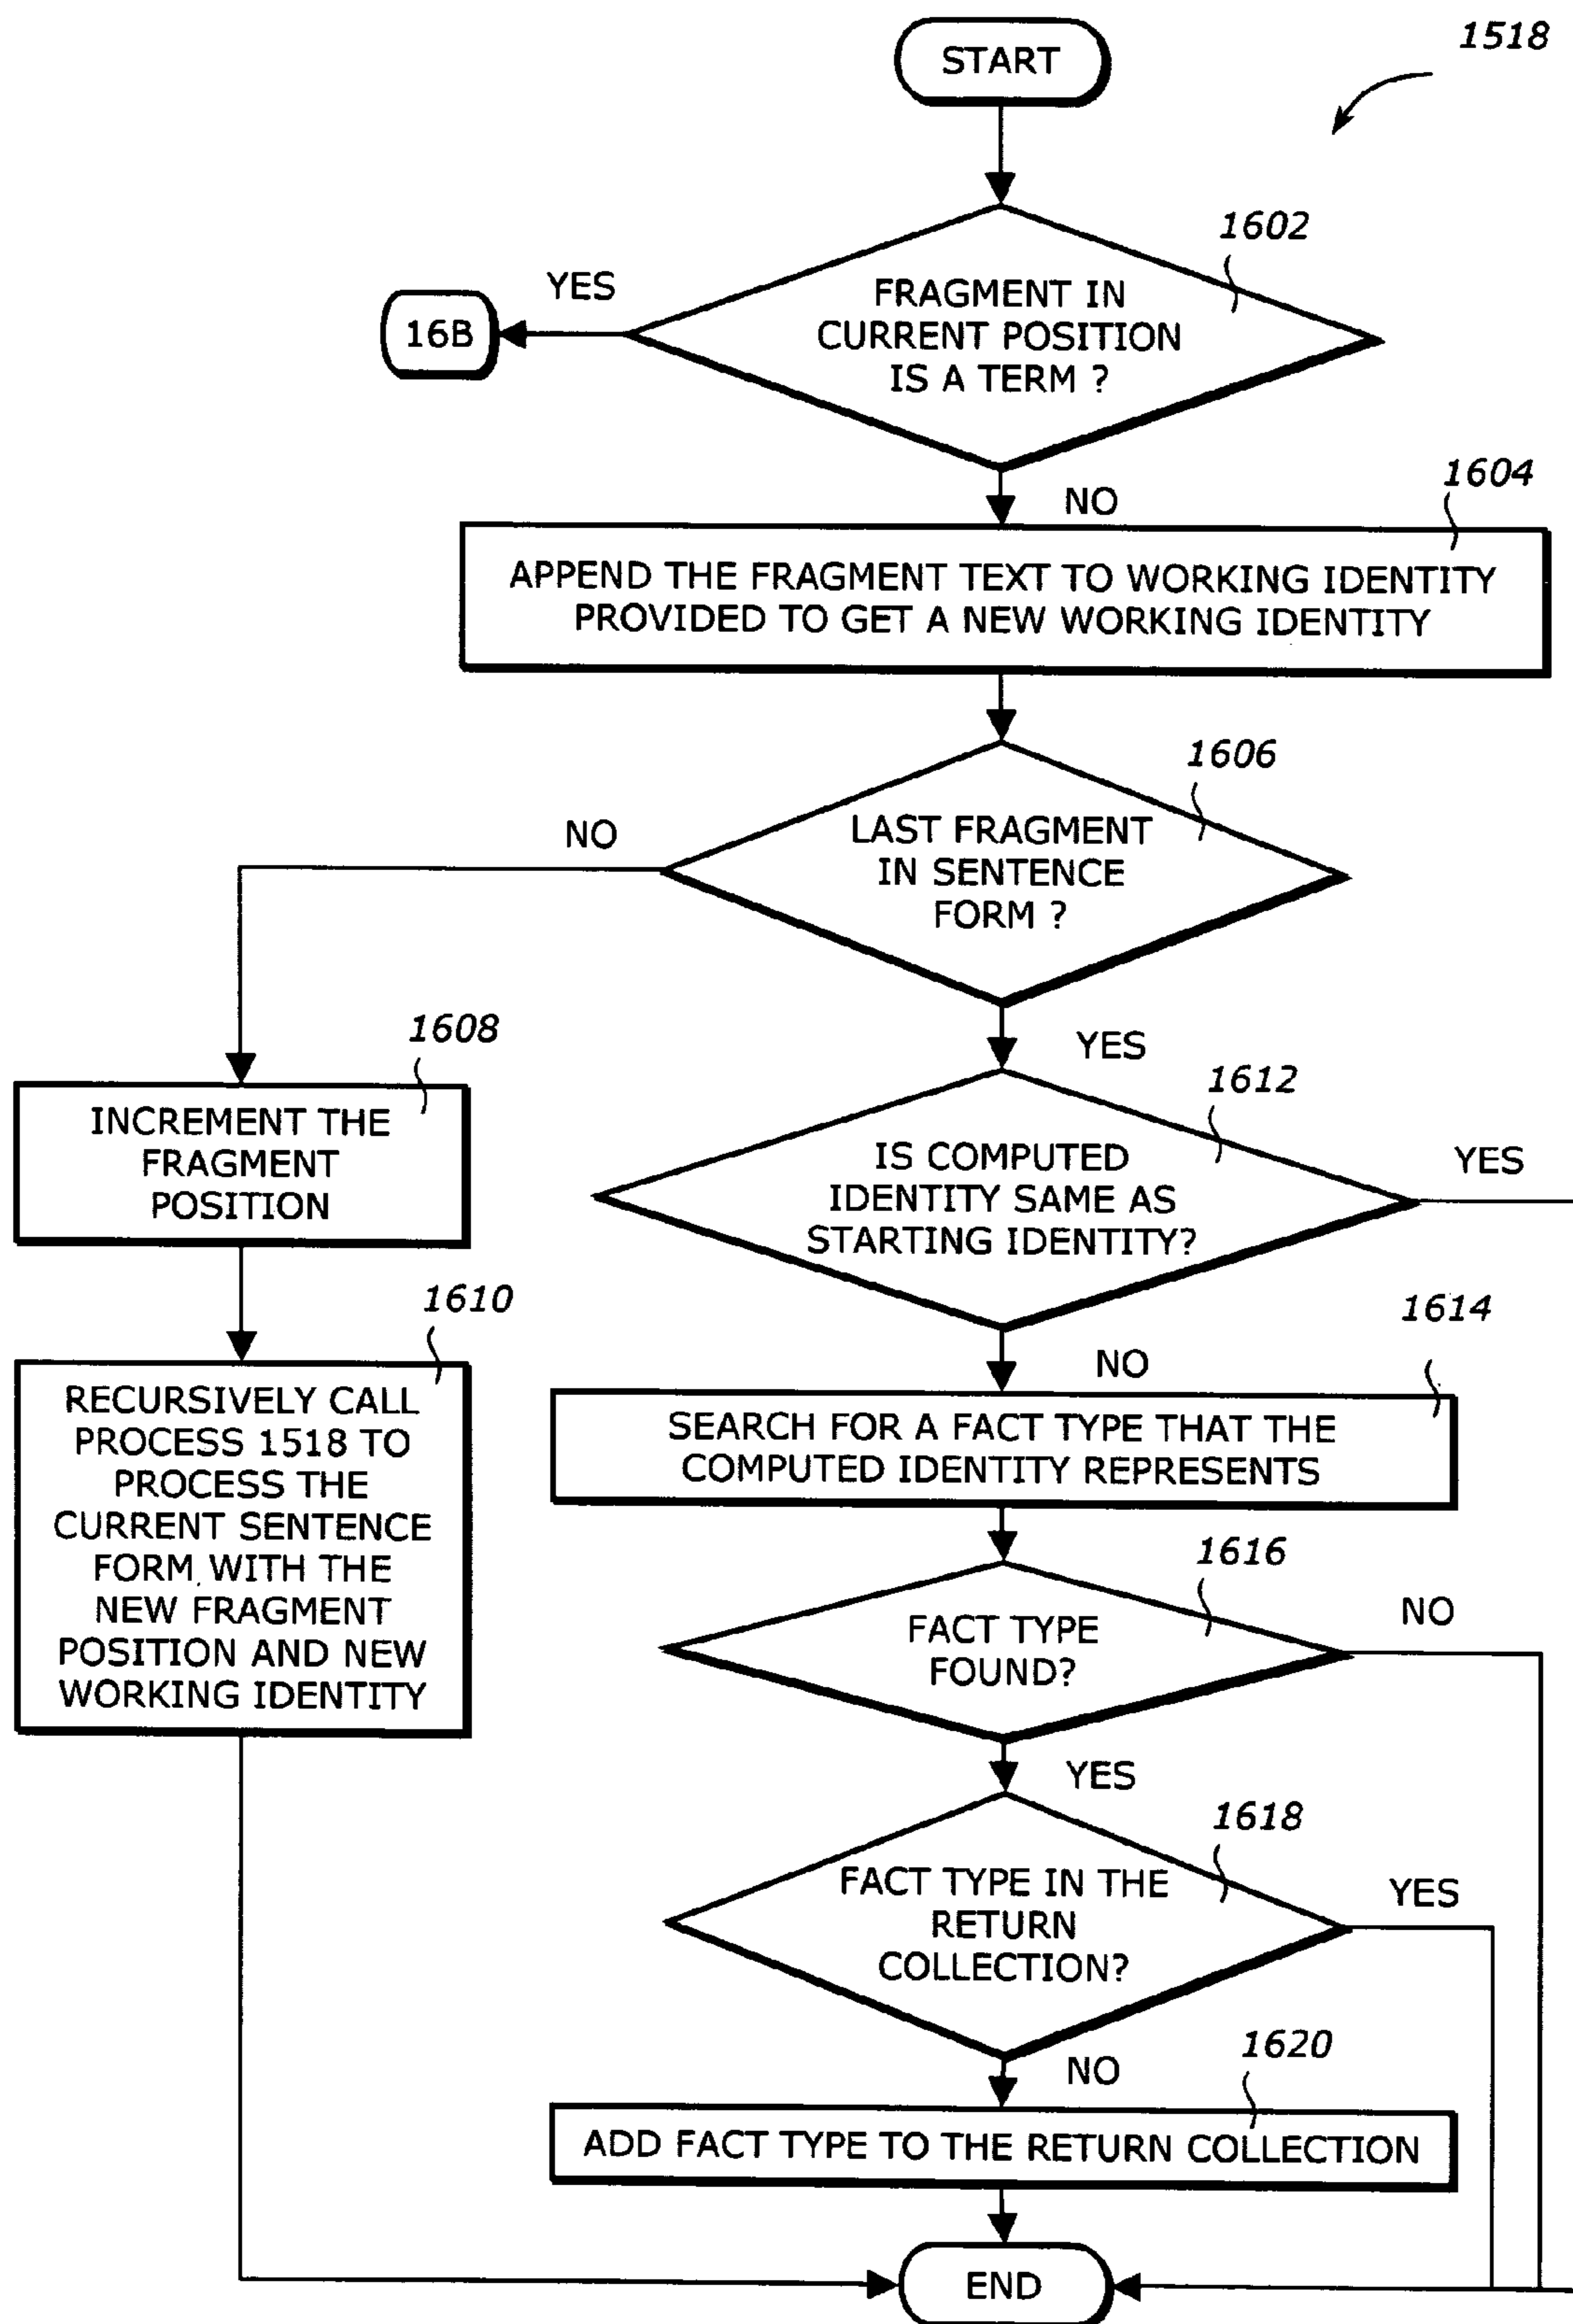 START
1518
1602
YES
FRAGMENT IN
CURRENT POSITION
IS A TERM ?
16B
NO
1604
APPEND THE FRAGMENT TEXT TO WORKING IDENTITY
PROVIDED TO GET A NEW WORKING IDENTITY
1606
NO
LAST FRAGMENT
IN SENTENCE
FORM ?
1608
YES
1612
INCREMENT THE
FRAGMENT
POSITION
IS COMPUTED
IDENTITY SAME AS
STARTING IDENTITY?
YES
1610
1614
NO
RECURSIVELY CALL
PROCESS 1518 TO
PROCESS THE
CURRENT SENTENCE
FORM WITH THE
NEW FRAGMENT
POSITION AND NEW
WORKING IDENTITY
SEARCH FOR A FACT TYPE THAT THE
COMPUTED IDENTITY REPRESENTS
1616
NO
FACT TYPE
FOUND?
YES
1618
FACT TYPE IN THE
RETURN
COLLECTION?
YES
1620
NO
ADD FACT TYPE TO THE RETURN COLLECTION
END